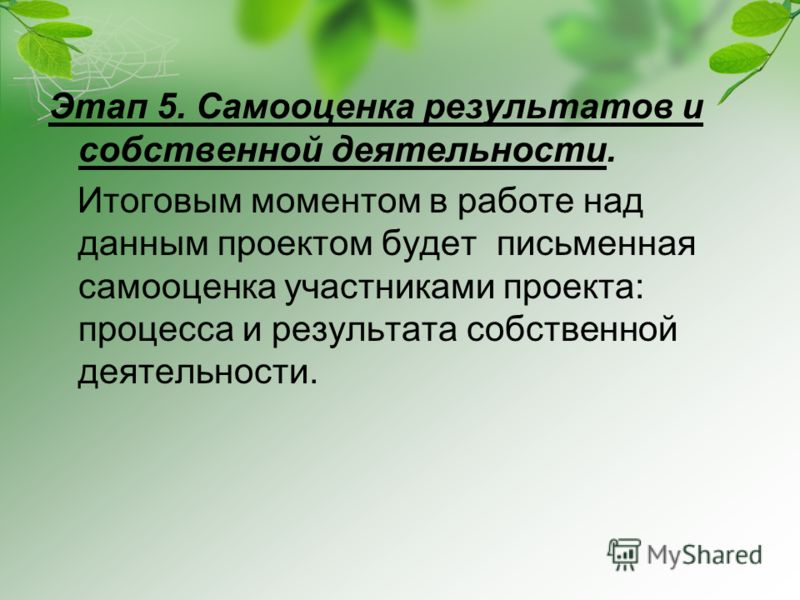 Этап 5. Самооценка результатов и
собственной деятельности.
Итоговым моментом в работе над
данным проектом будет письменная
самооценка участниками проекта:
процесса и результата собственной
деятельности.
MyShared